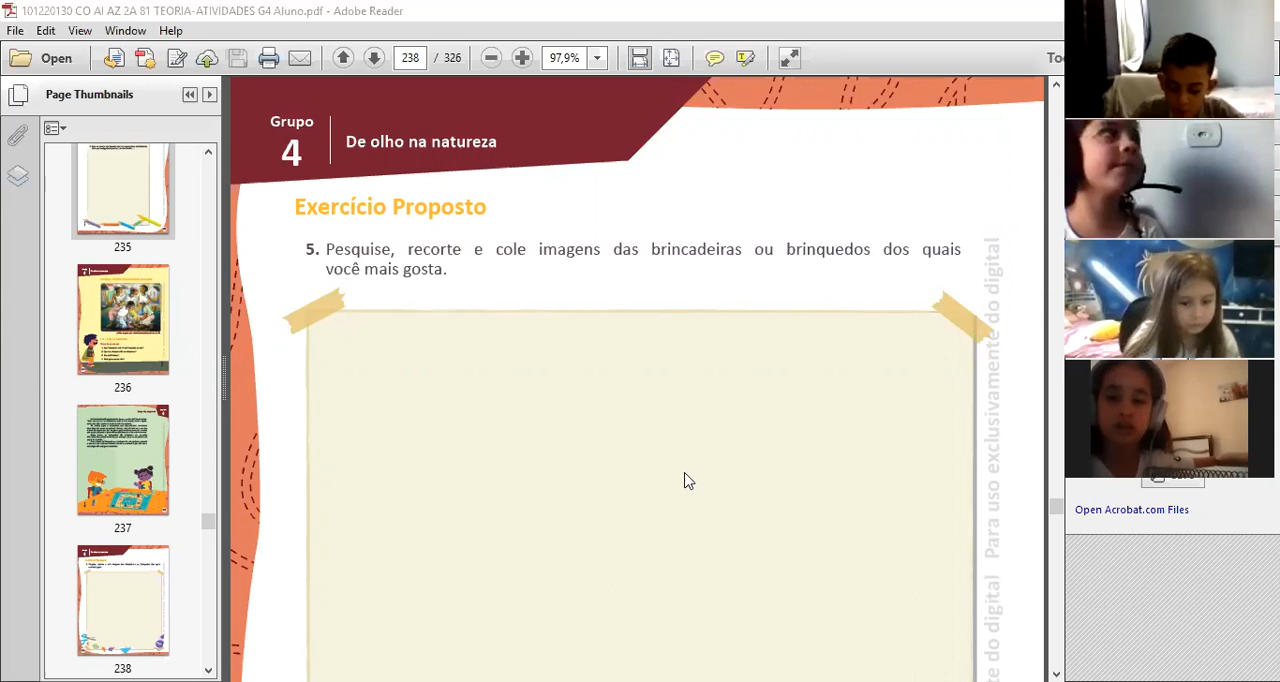 101220130 CO AI AZ 2A 81 TEORIA-ATIVIDADES G4 Aluno.pdf - Adobe Reader
File Edit View Window Help
Open 238 / 326 97,9% To
Page Thumbnails
235
236
237
238
Grupo
4
De olho na natureza
Exercício Proposto
5. Pesquise, recorte e cole imagens das brincadeiras ou brinquedos dos quais
você mais gosta.
Para uso exclusivamente do digital
te do digital
Open Acrobat.com Files